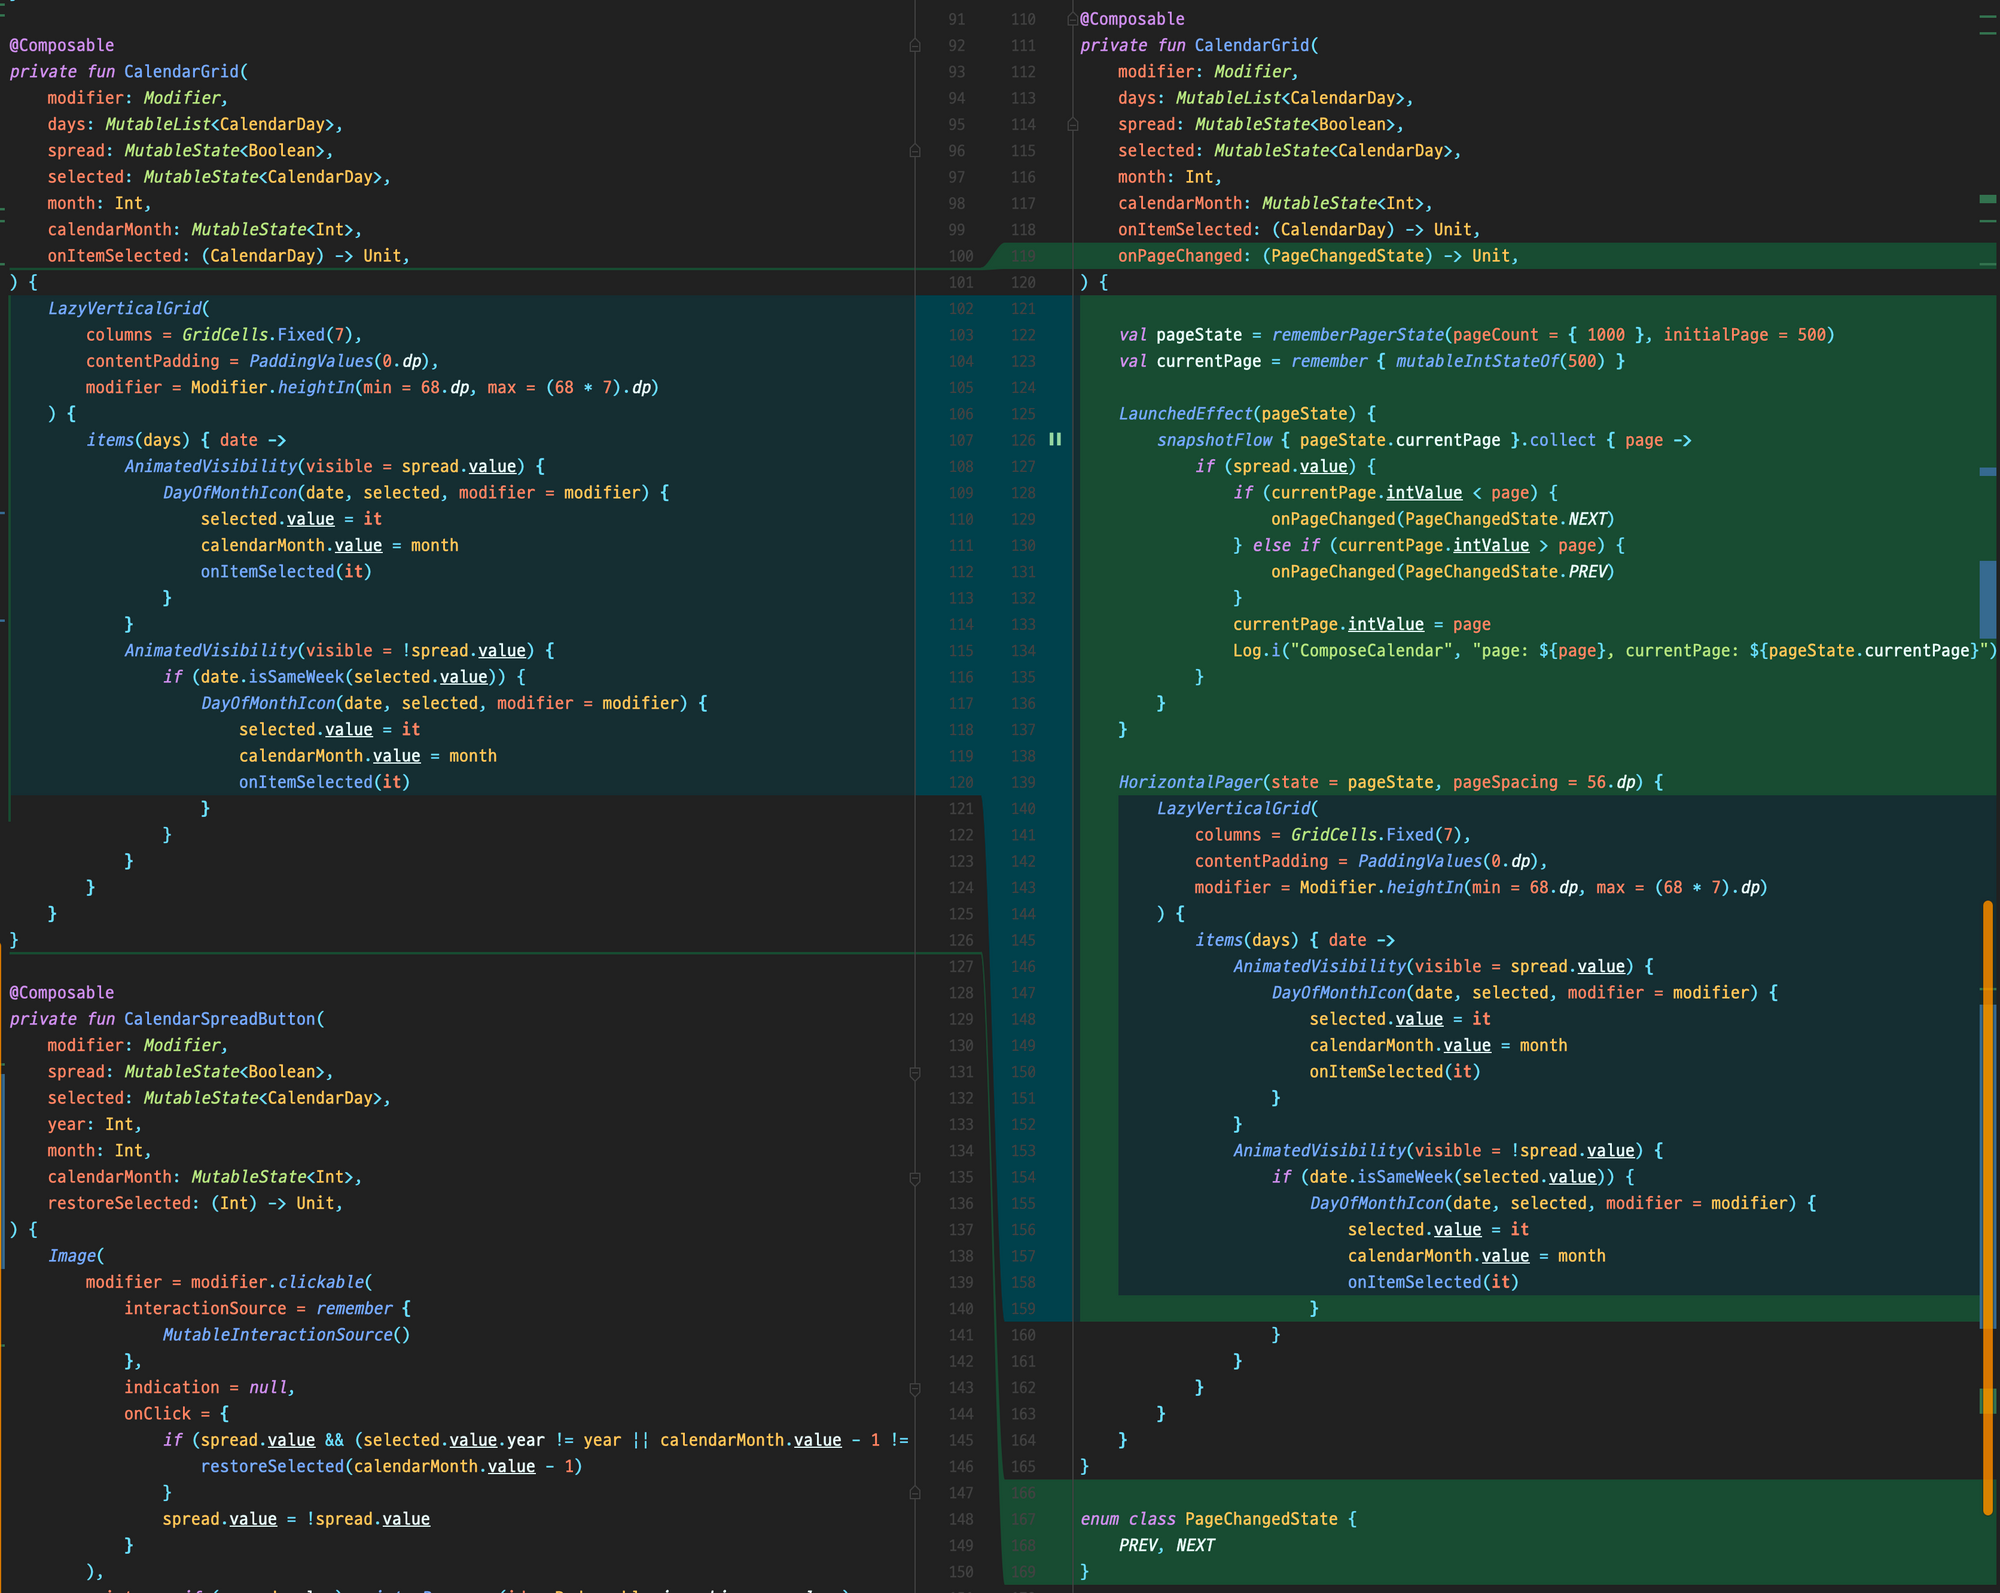 @Composable
private fun CalendarGrid(
    modifier: Modifier,
    days: MutableList<CalendarDay>,
    spread: MutableState<Boolean>,
    selected: MutableState<CalendarDay>,
    month: Int,
    calendarMonth: MutableState<Int>,
    onItemSelected: (CalendarDay) -> Unit,
) {
    LazyVerticalGrid(
        columns = GridCells.Fixed(7),
        contentPadding = PaddingValues(0.dp),
        modifier = Modifier.heightIn(min = 68.dp, max = (68 * 7).dp)
    ) {
        items(days) { date ->
            AnimatedVisibility(visible = spread.value) {
                DayOfMonthIcon(date, selected, modifier = modifier) {
                    selected.value = it
                    calendarMonth.value = month
                    onItemSelected(it)
                }
            }
            AnimatedVisibility(visible = !spread.value) {
                if (date.isSameWeek(selected.value)) {
                    DayOfMonthIcon(date, selected, modifier = modifier) {
                        selected.value = it
                        calendarMonth.value = month
                        onItemSelected(it)
                    }
                }
            }
        }
    }
}
@Composable
private fun CalendarSpreadButton(
    modifier: Modifier,
    spread: MutableState<Boolean>,
    selected: MutableState<CalendarDay>,
    year: Int,
    month: Int,
    calendarMonth: MutableState<Int>,
    restoreSelected: (Int) -> Unit,
) {
    Image(
        modifier = modifier.clickable(
            interactionSource = remember {
                MutableInteractionSource()
            },
            indication = null,
            onClick = {
                if (spread.value && (selected.value.year != year || calendarMonth.value - 1 !=
                    restoreSelected(calendarMonth.value - 1)
                }
                spread.value = !spread.value
            }
        ),
91 110
92 111
93 112
94 113
95 114
96 115
97 116
98 117
99 118
100 119
101 120
102 121
103 122
104 123
105 124
106 125
107 126
108 127
109 128
110 129
111 130
112 131
113 132
114 133
115 134
116 135
117 136
118 137
119 138
120 139
121 140
122 141
123 142
124 143
125 144
126 145
127 146
128 147
129 148
130 149
131 150
132 151
133 152
134 153
135 154
136 155
137 156
138 157
139 158
140 159
141 160
142 161
143 162
144 163
145 164
146 165
147 166
148 167
149 168
150 169
@Composable
private fun CalendarGrid(
    modifier: Modifier,
    days: MutableList<CalendarDay>,
    spread: MutableState<Boolean>,
    selected: MutableState<CalendarDay>,
    month: Int,
    calendarMonth: MutableState<Int>,
    onItemSelected: (CalendarDay) -> Unit,
    onPageChanged: (PageChangedState) -> Unit,
) {
    val pageState = rememberPagerState(pageCount = { 1000 }, initialPage = 500)
    val currentPage = remember { mutableIntStateOf(500) }
    LaunchedEffect(pageState) {
        snapshotFlow { pageState.currentPage }.collect { page ->
            if (spread.value) {
                if (currentPage.intValue < page) {
                    onPageChanged(PageChangedState.NEXT)
                } else if (currentPage.intValue > page) {
                    onPageChanged(PageChangedState.PREV)
                }
                currentPage.intValue = page
                Log.i("ComposeCalendar", "page: ${page}, currentPage: ${pageState.currentPage}")
            }
        }
    }
    HorizontalPager(state = pageState, pageSpacing = 56.dp) {
        LazyVerticalGrid(
            columns = GridCells.Fixed(7),
            contentPadding = PaddingValues(0.dp),
            modifier = Modifier.heightIn(min = 68.dp, max = (68 * 7).dp)
        ) {
            items(days) { date ->
                AnimatedVisibility(visible = spread.value) {
                    DayOfMonthIcon(date, selected, modifier = modifier) {
                        selected.value = it
                        calendarMonth.value = month
                        onItemSelected(it)
                    }
                }
                AnimatedVisibility(visible = !spread.value) {
                    if (date.isSameWeek(selected.value)) {
                        DayOfMonthIcon(date, selected, modifier = modifier) {
                            selected.value = it
                            calendarMonth.value = month
                            onItemSelected(it)
                        }
                    }
                }
            }
        }
    }
}
enum class PageChangedState {
    PREV, NEXT
}